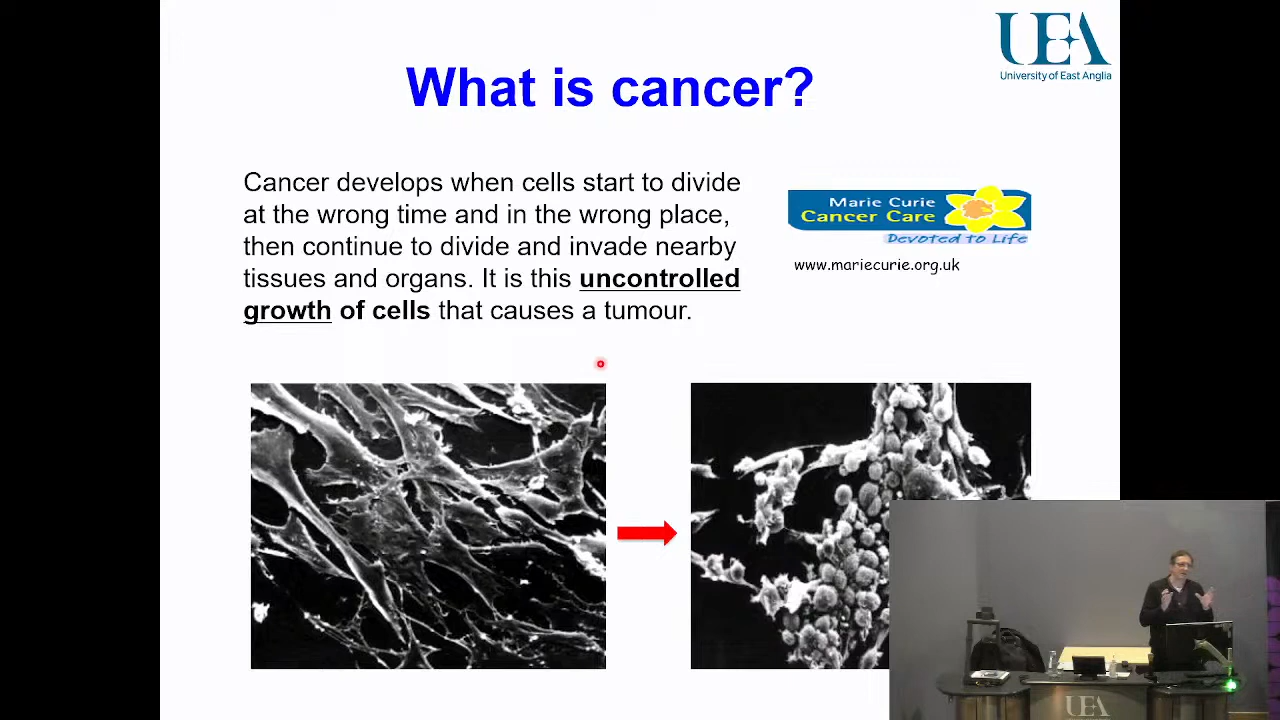 UEA
University of East Anglia
What is cancer?
Cancer develops when cells start to divide
at the wrong time and in the wrong place,
then continue to divide and invade nearby
tissues and organs. It is this uncontrolled
growth of cells that causes a tumour.
Marie Curie
Cancer Care
Devoted to Life
www.mariecurie.org.uk
UEA